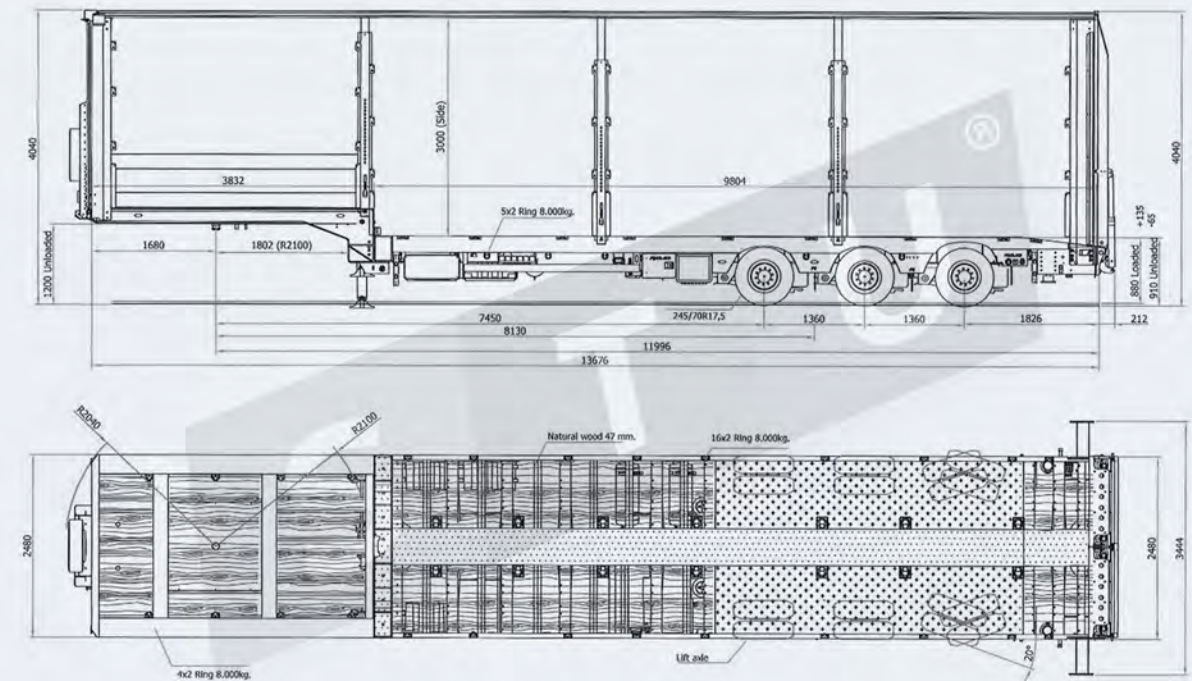 4040
3832
3000 (Side)
9804
4040
5x2 Ring 8.000kg.
+135
-65
1200 Unloaded
1680
1802 (R2100)
880 Loaded
910 Unloaded
245/70R17,5
7450
1360
1360
1826
212
8130
11996
13676
®
T
U
R2040
R2100
Natural wood 47 mm.
16x2 Ring 8.000kg.
2480
2480
3444
4x2 Ring 8.000kg.
Lift axle
20°